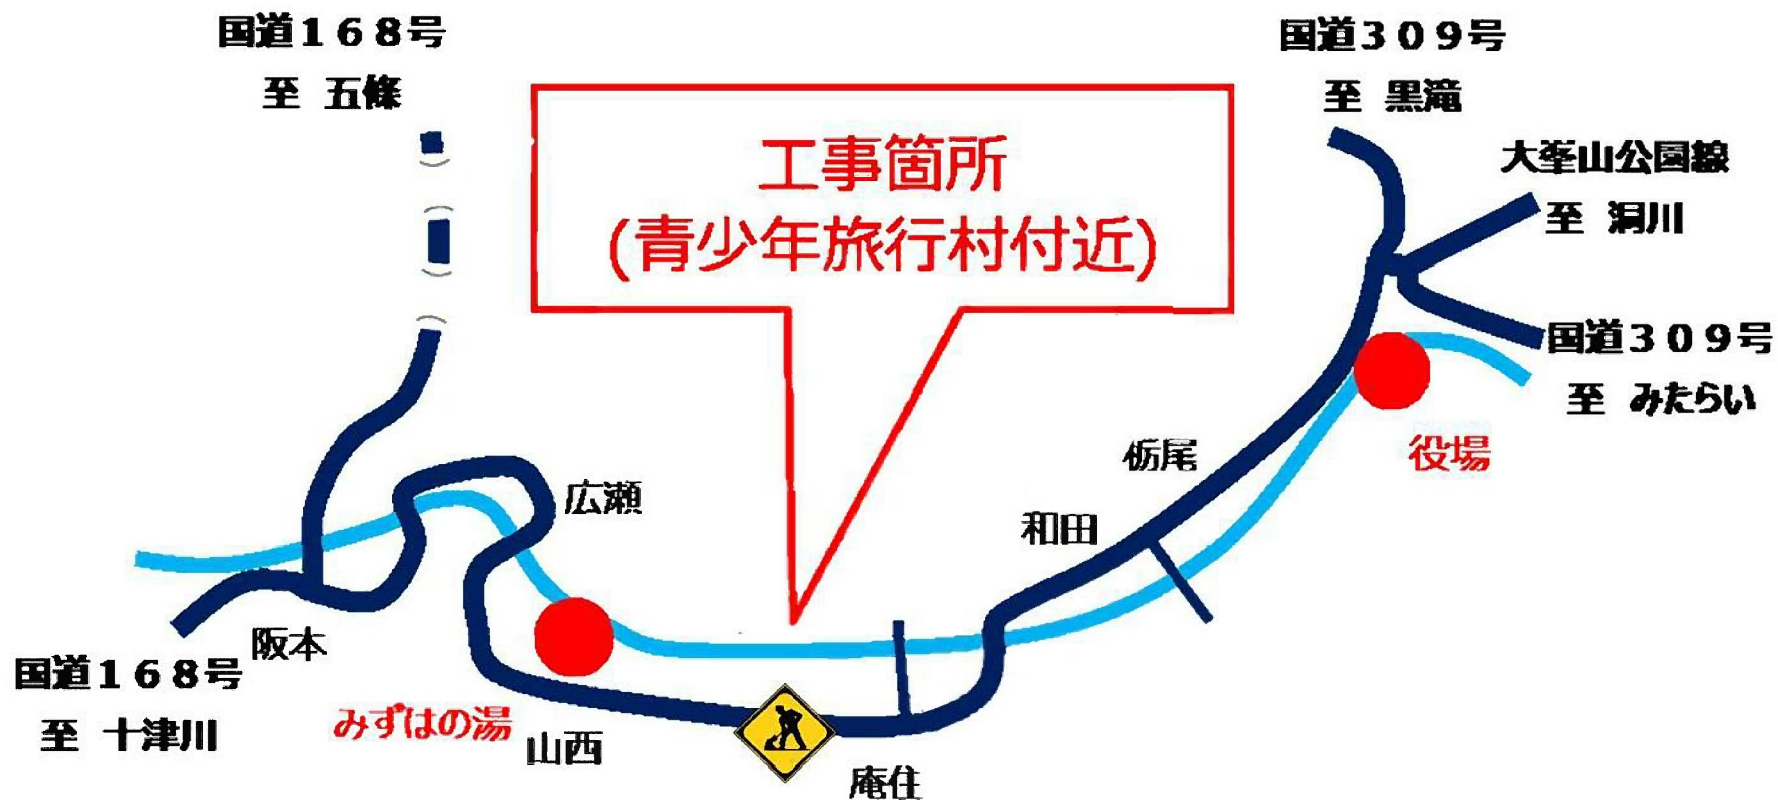 国道168号
至 五條
国道309号
至 黒滝
大峯山公園線
至 洞川
工事箇所
(青少年旅行村付近)
国道309号
至 みたらい
役場
栃尾
広瀬
和田
阪本
国道168号
至 十津川
みずはの湯
山西
庵住